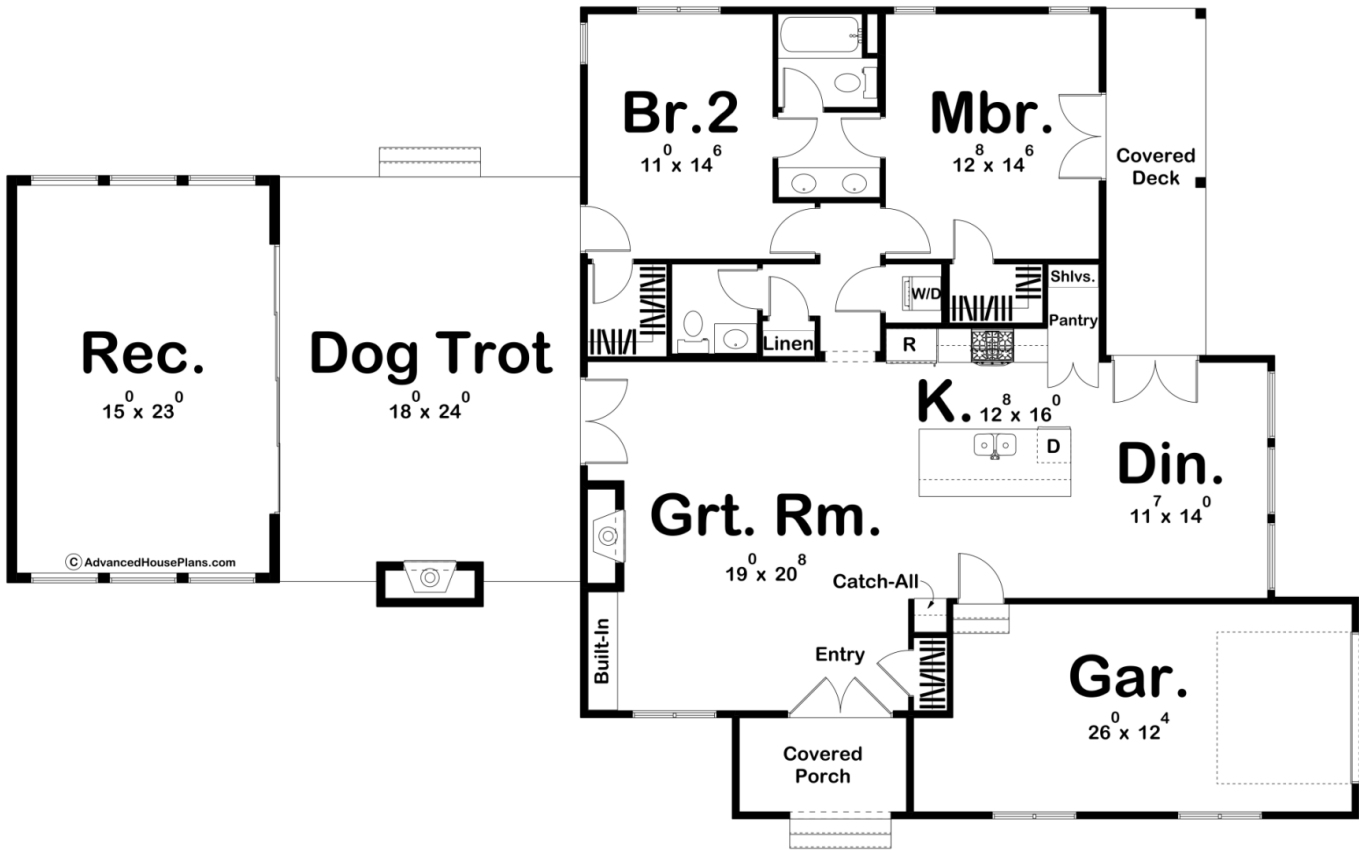 Br.2
11⁰ x 14⁶
Mbr.
12⁸ x 14⁶
Covered
Deck
Rec.
15⁰ x 23⁰
Dog Trot
18⁰ x 24⁰
Linen
W/D
Shlvs.
Pantry
R
K. 12⁸ x 16⁰
D
Din.
11⁷ x 14⁰
Grt. Rm.
19⁰ x 20⁸
© AdvancedHousePlans.com
Catch-All
Built-In
Entry
Gar.
26⁰ x 12⁴
Covered
Porch